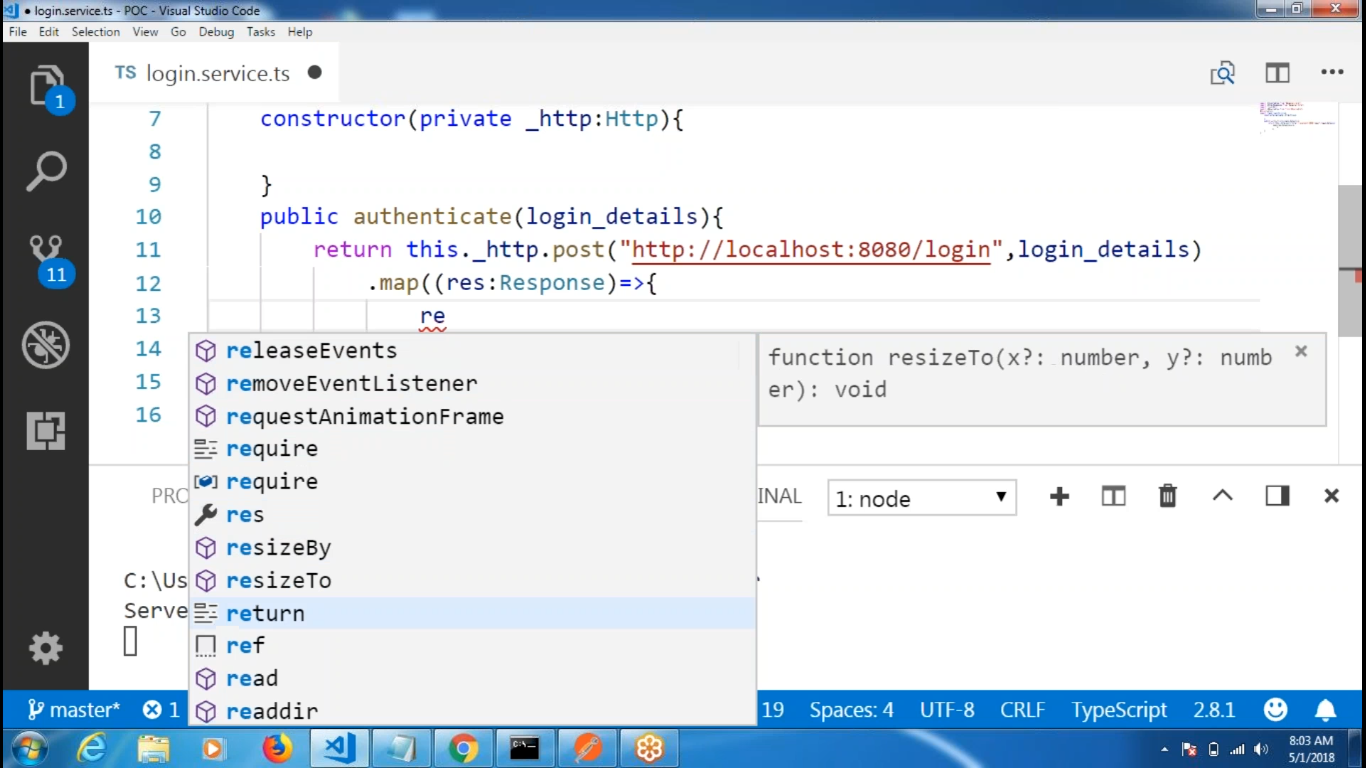 login.service.ts - POC - Visual Studio Code
File Edit Selection View Go Debug Tasks Help
TS login.service.ts
1
11
7 constructor(private _http:Http){
8
9 }
10 public authenticate(login_details){
11 return this._http.post("http://localhost:8080/login",login_details)
12 .map((res:Response)=>{
13 re
14
15
16
releaseEvents
removeEventListener
requestAnimationFrame
require
require
res
resizeBy
resizeTo
return
ref
read
readdir
function resizeTo(x?: number, y?: numb
er): void
PRO
INAL
1: node
C:\Us
Serve
master* 1 19 Spaces: 4 UTF-8 CRLF TypeScript 2.8.1
8:03 AM
5/1/2018